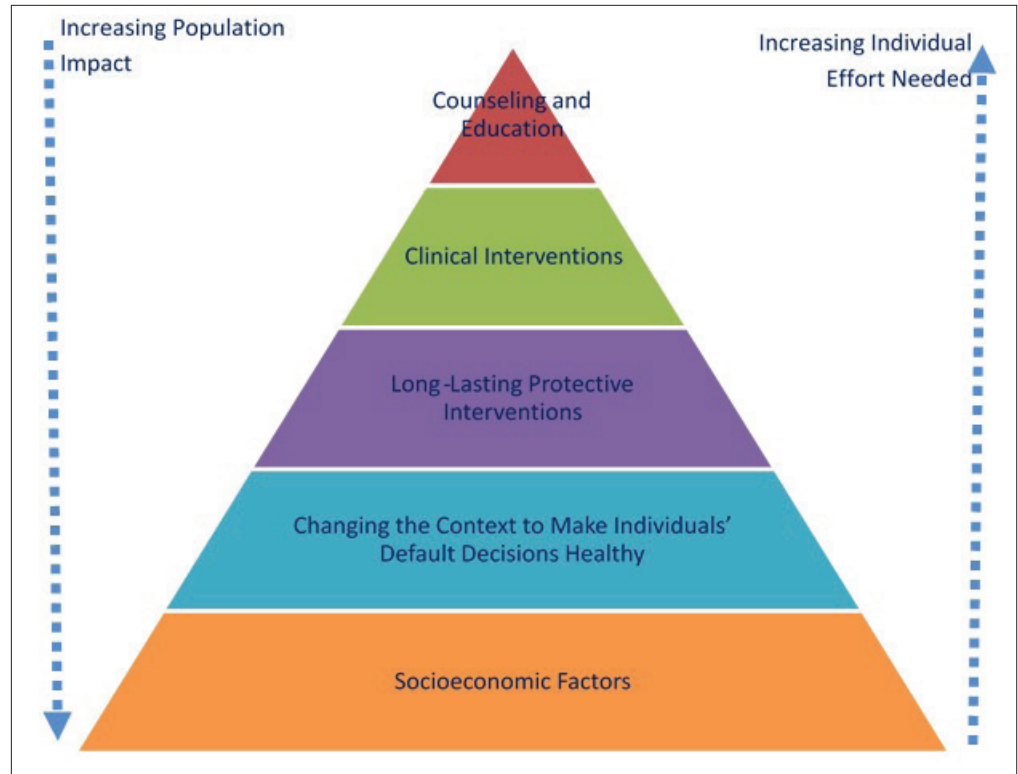 Increasing Population
Impact
Increasing Individual
Effort Needed
Counseling and
Education
Clinical Interventions
Long-Lasting Protective
Interventions
Changing the Context to Make Individuals’
Default Decisions Healthy
Socioeconomic Factors